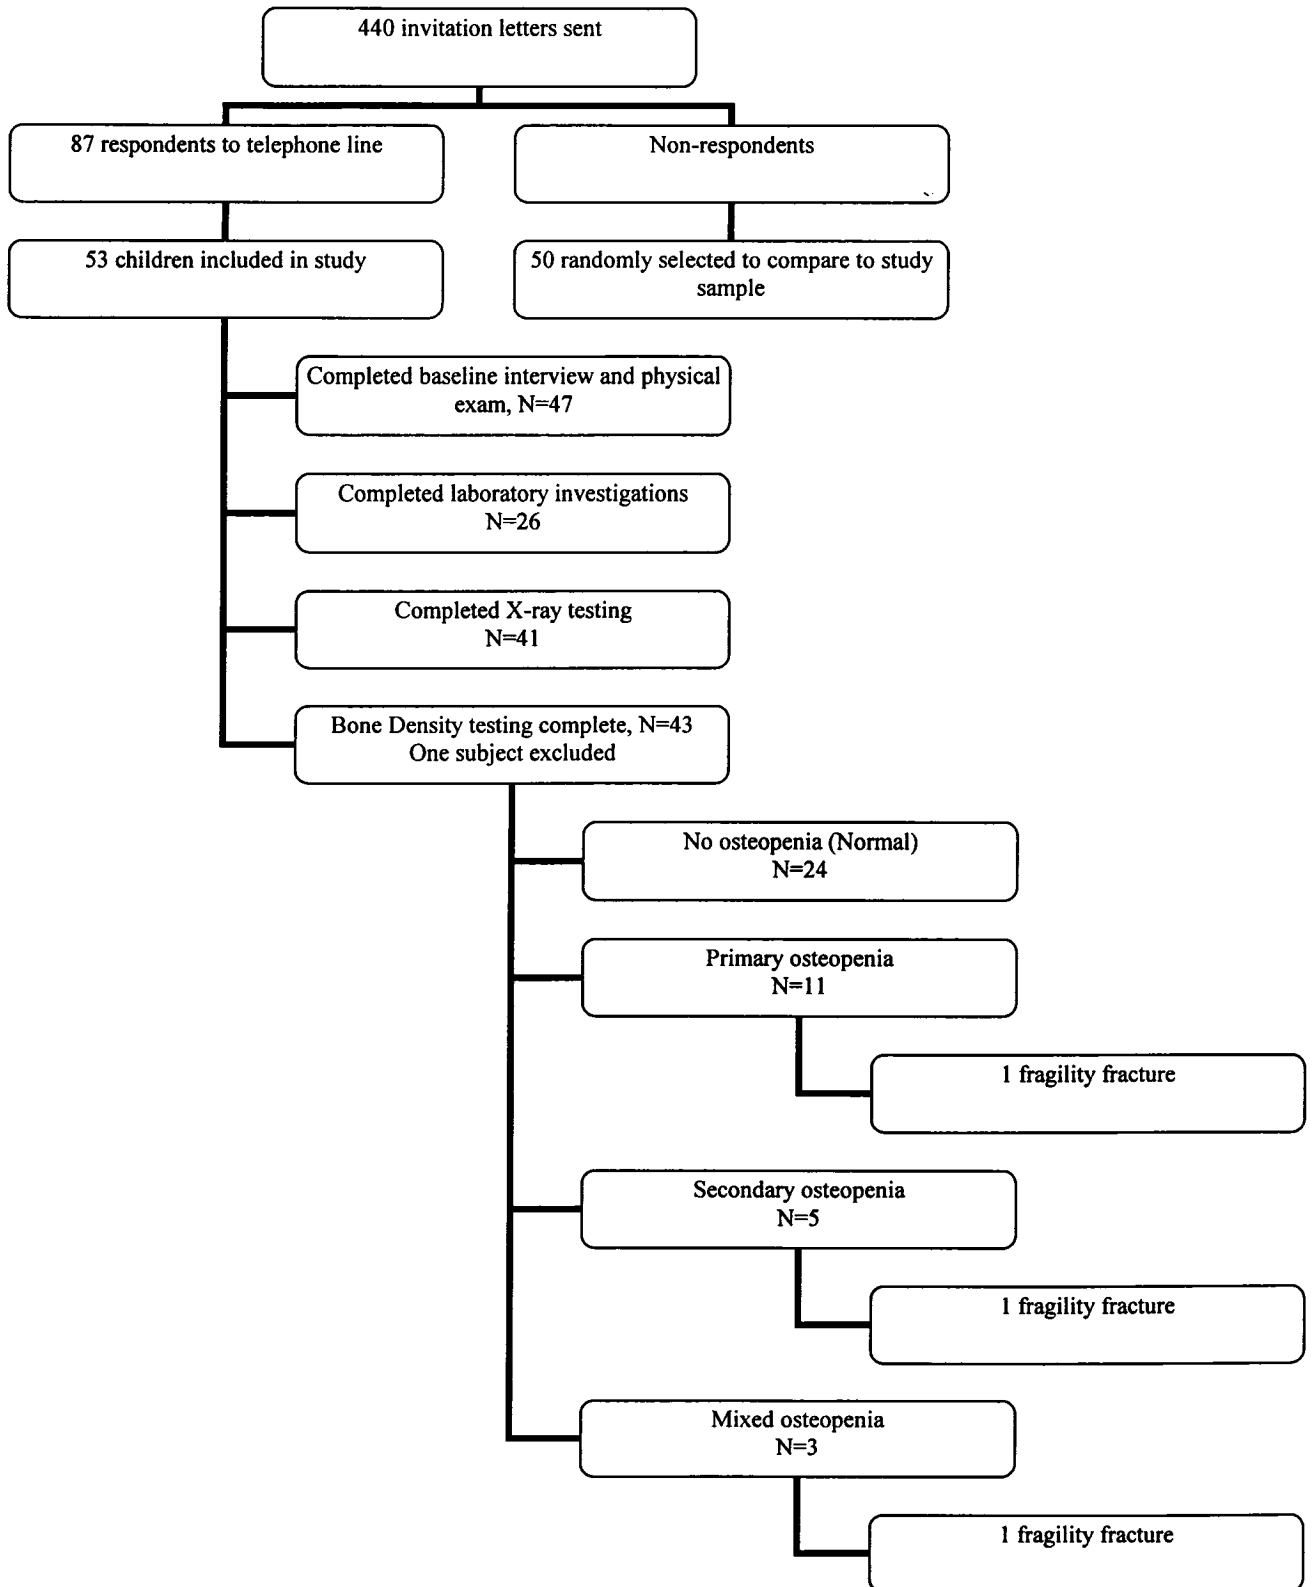 440 invitation letters sent
87 respondents to telephone line
Non-respondents
53 children included in study
50 randomly selected to compare to study
sample
Completed baseline interview and physical
exam, N=47
Completed laboratory investigations
N=26
Completed X-ray testing
N=41
Bone Density testing complete, N=43
One subject excluded
No osteopenia (Normal)
N=24
Primary osteopenia
N=11
1 fragility fracture
Secondary osteopenia
N=5
1 fragility fracture
Mixed osteopenia
N=3
1 fragility fracture